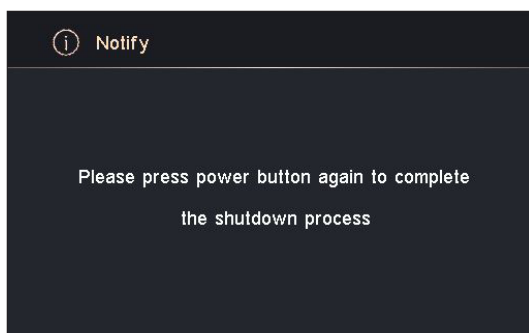 Notify
Please press power button again to complete
the shutdown process